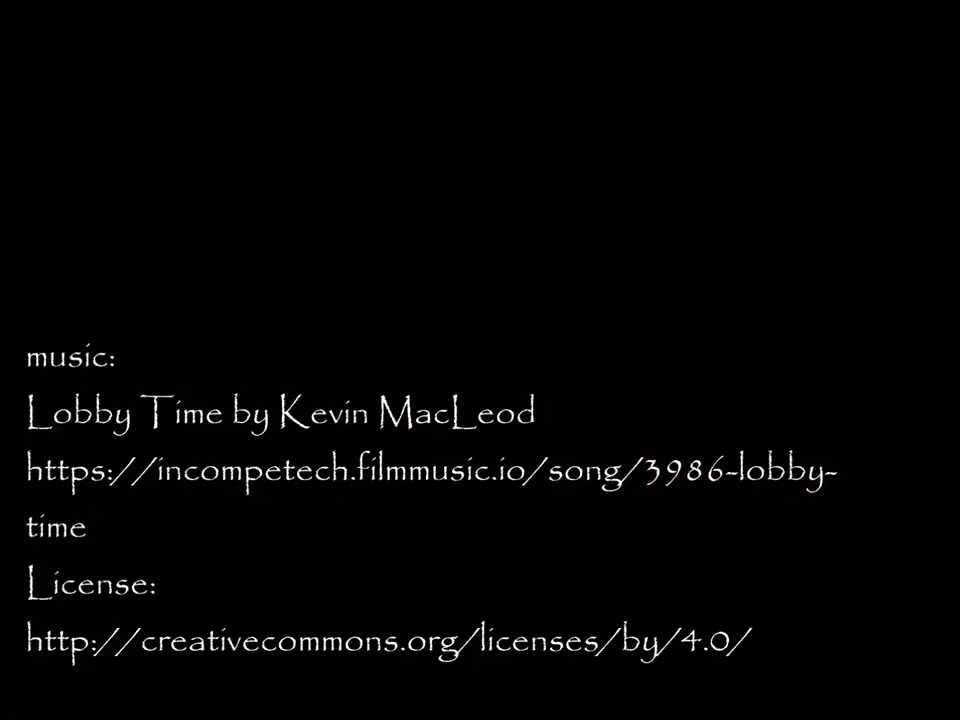 music:
Lobby Time by Kevin MacLeod
https://incompetech.filmmusic.io/song/3986-lobby-
time
License:
http://creativecommons.org/licenses/by/4.0/